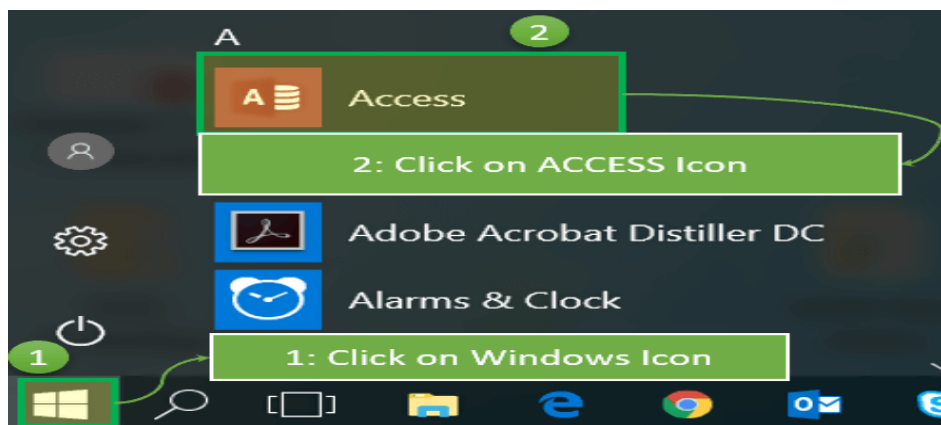 A
2
A
Access
2: Click on ACCESS Icon
Adobe Acrobat Distiller DC
Alarms & Clock
1
1: Click on Windows Icon